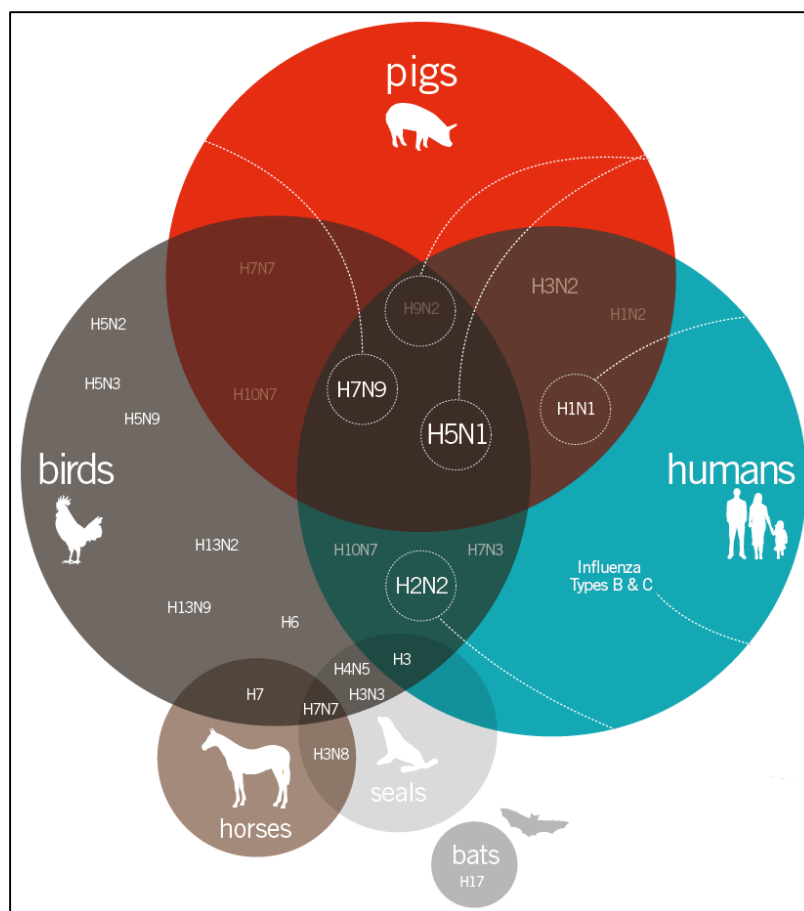 pigs
H7N7
H9N2
H3N2
H1N2
H5N2
H5N3
H5N9
H10N7
H7N9
H5N1
H1N1
birds
humans
H13N2
H10N7
H7N3
H2N2
Influenza
Types B & C
H13N9
H6
H3
H4N5
H3N3
H7
H7N7
H3N8
seals
horses
bats
H17